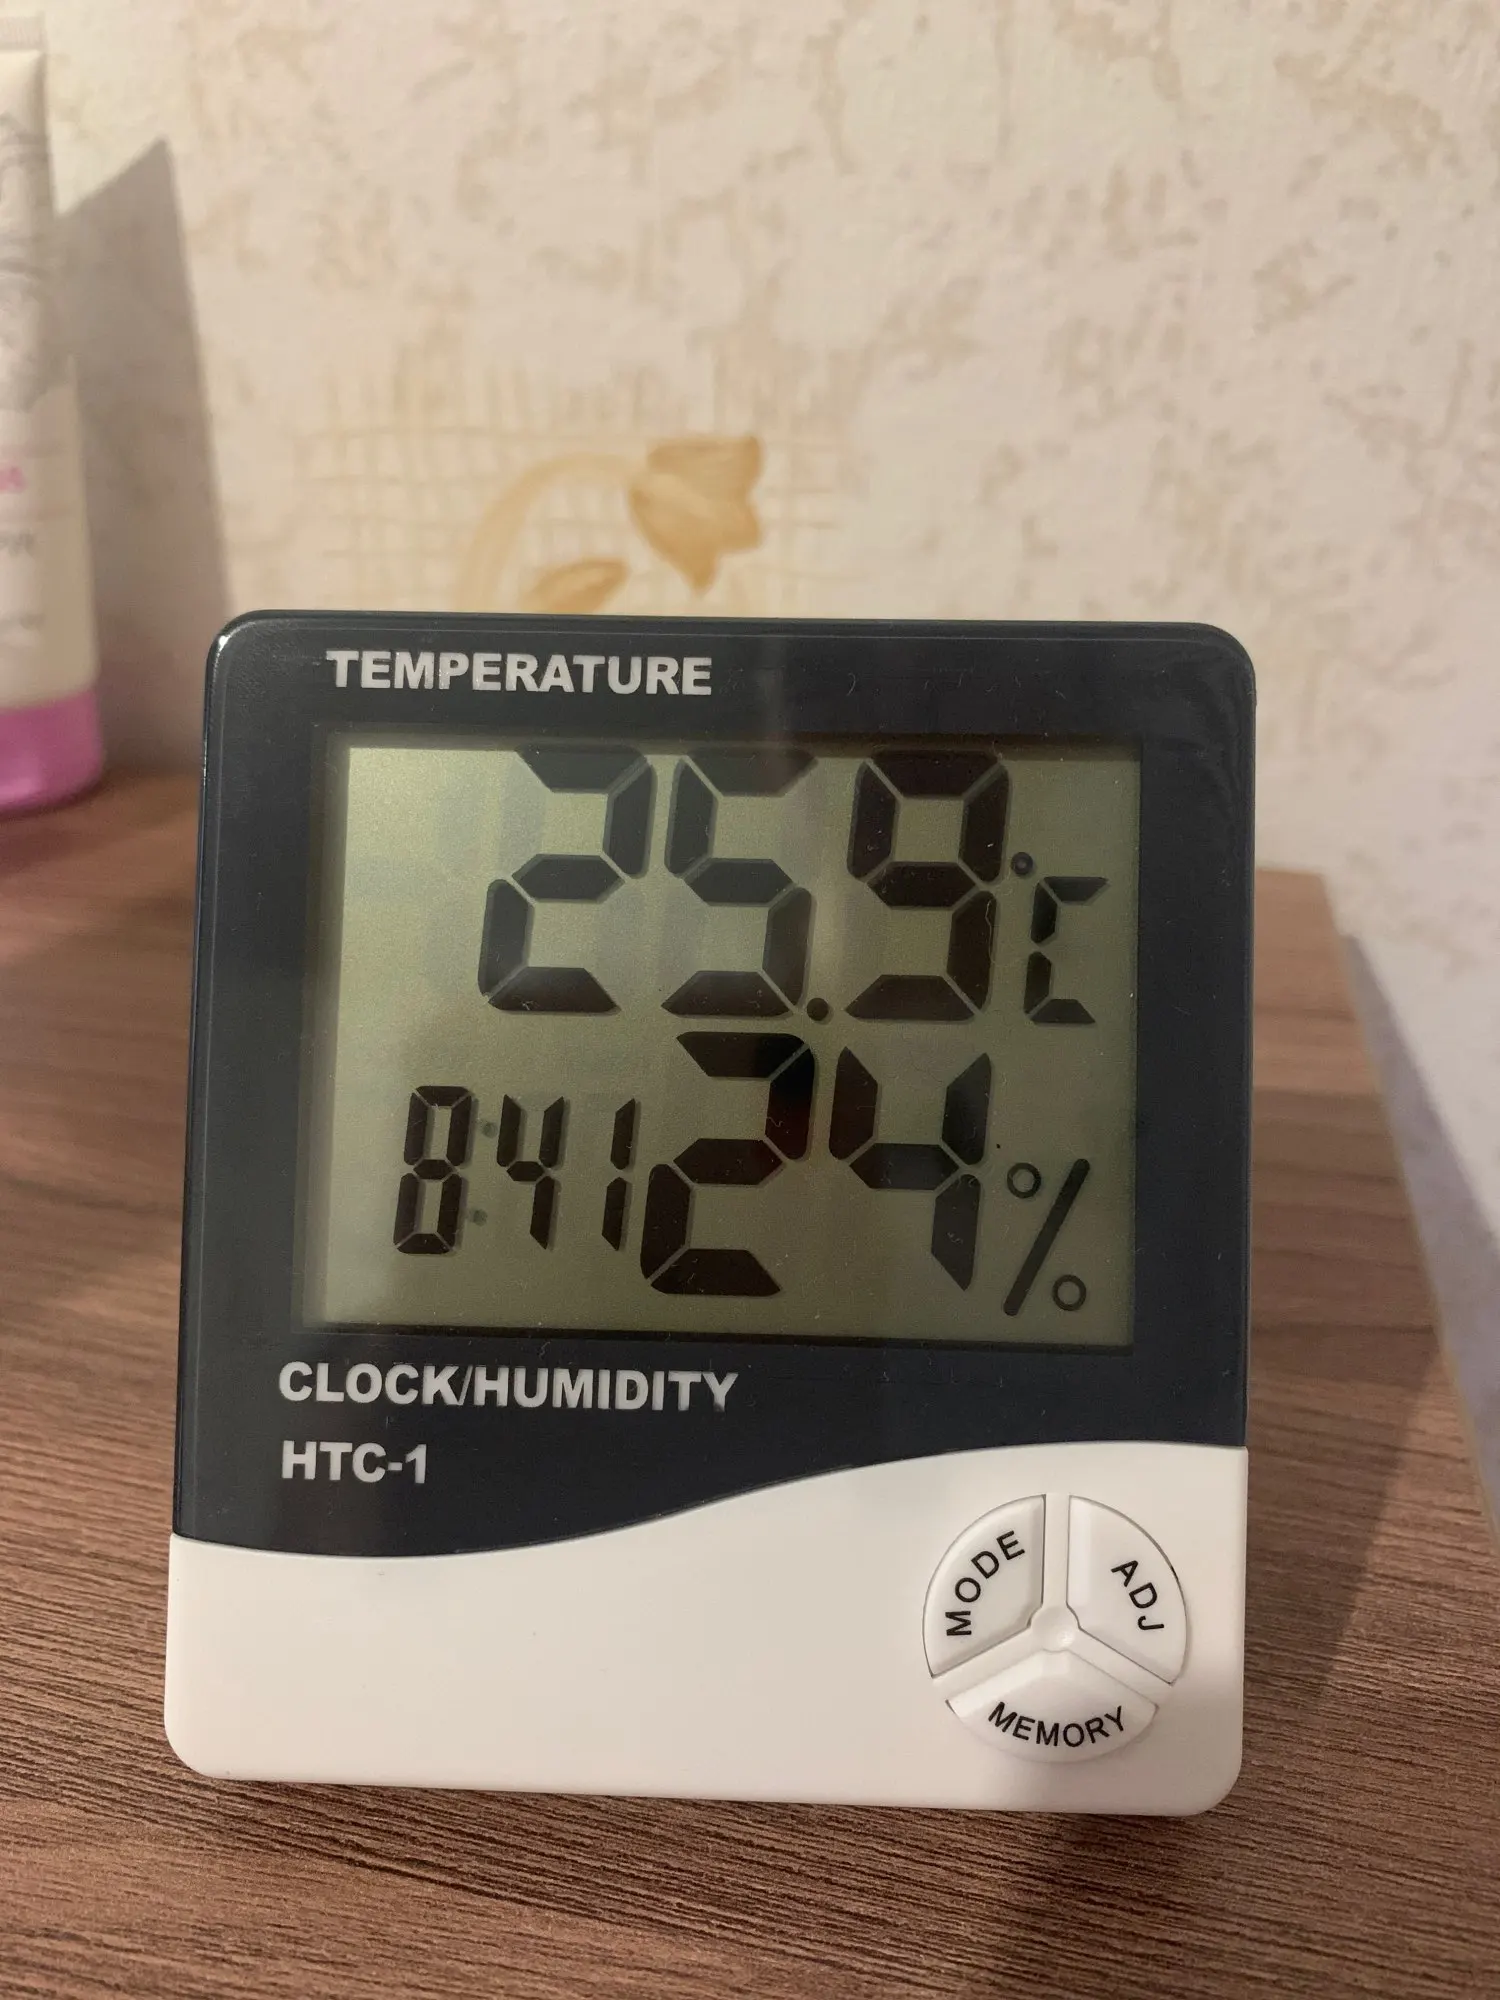 TEMPERATURE
25.9°C
8:41 24%
CLOCK/HUMIDITY
HTC-1
MODE ADJ
MEMORY